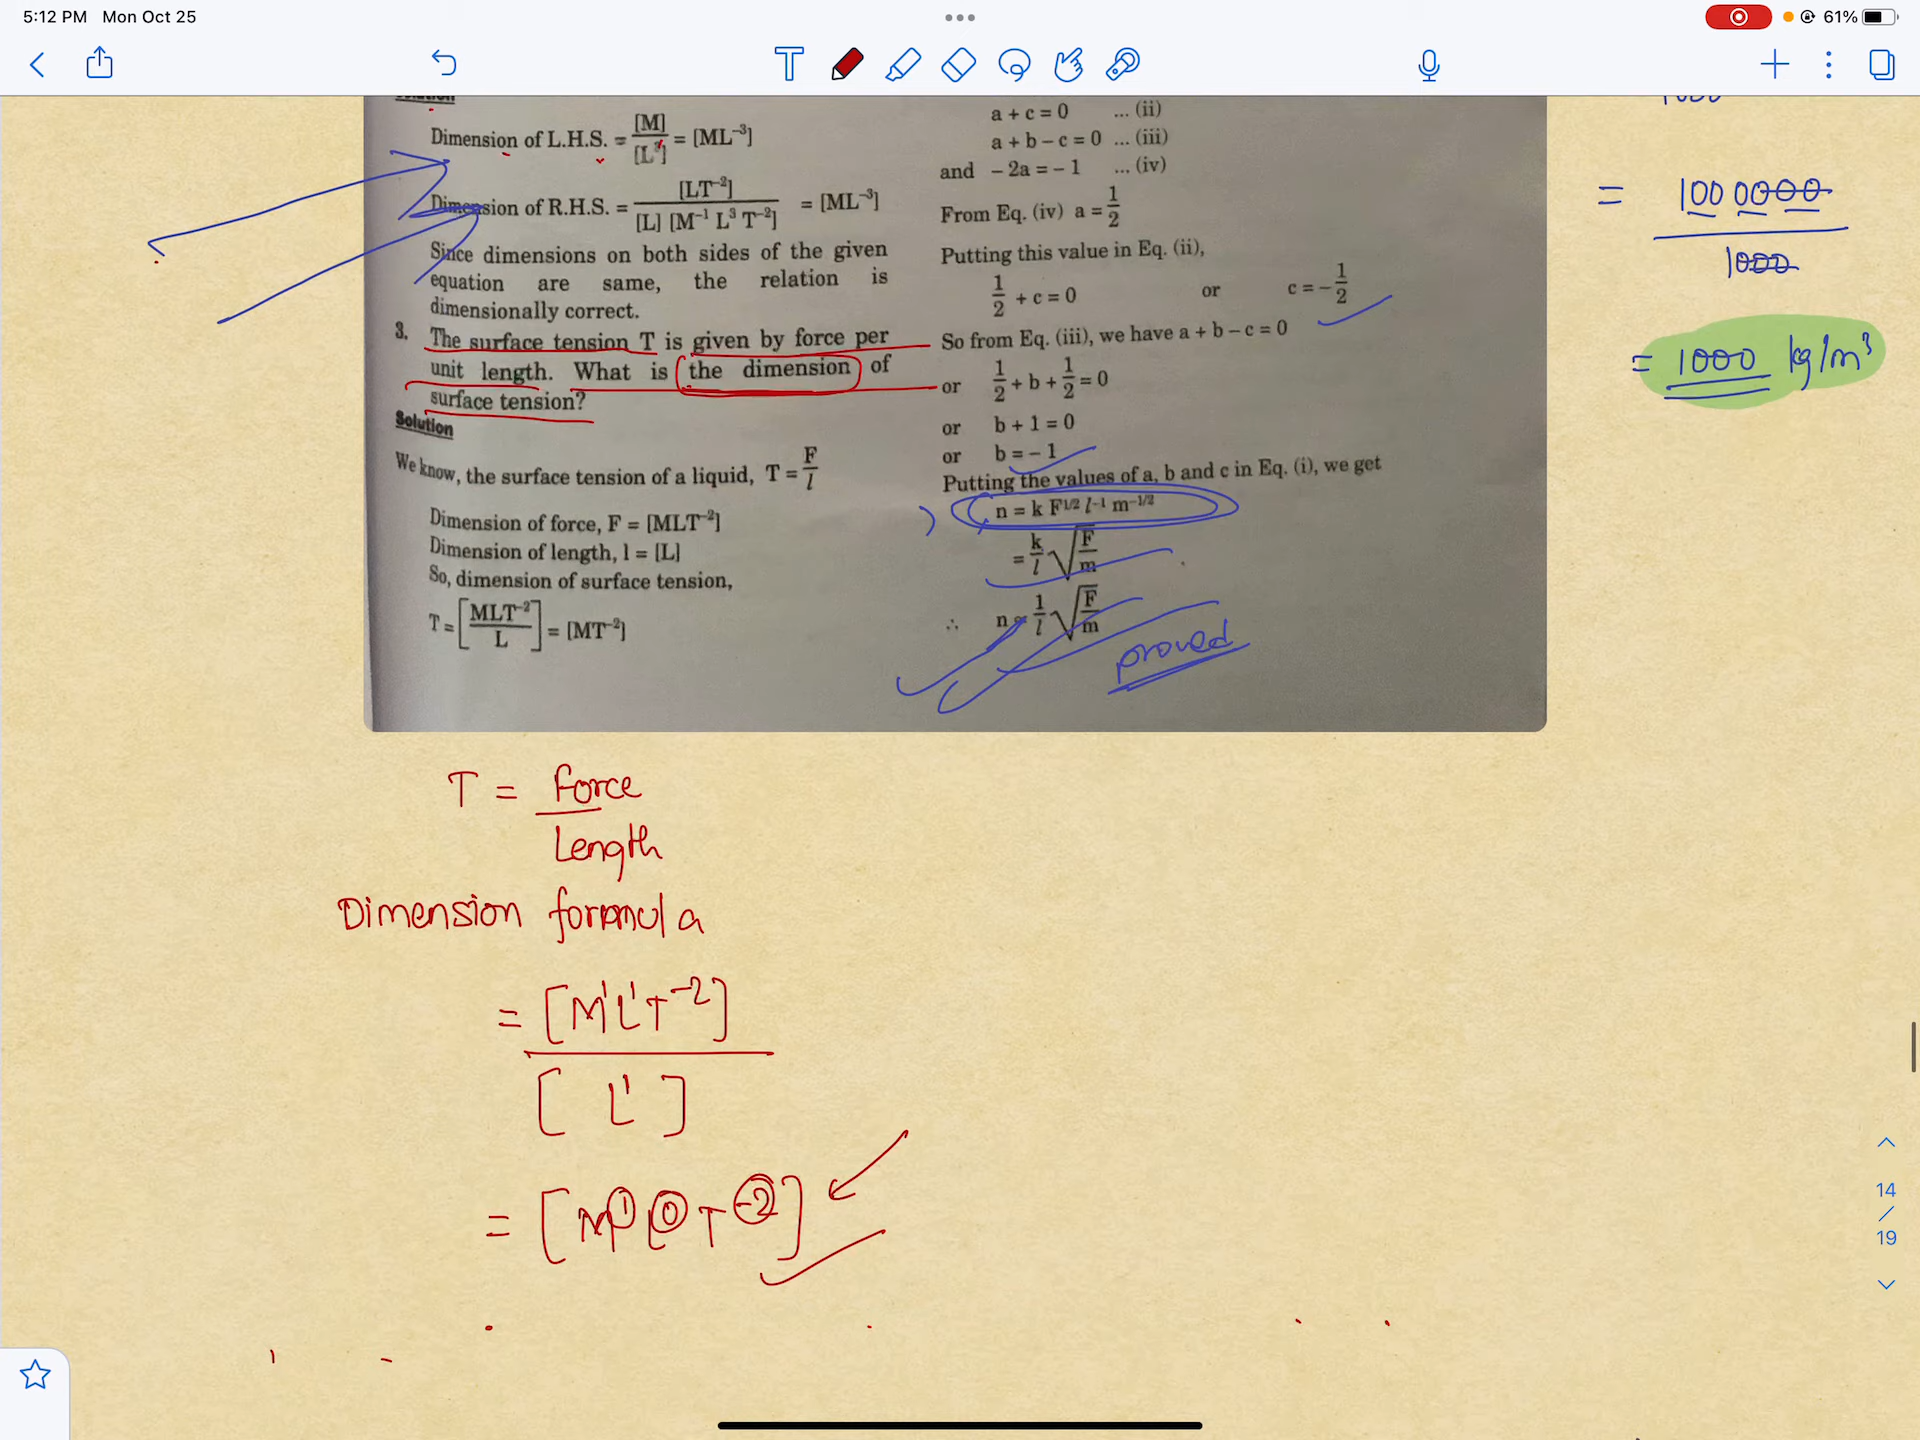 5:12 PM Mon Oct 25
61%
Solution
Dimension of L.H.S. = [M]/[L³] = [ML⁻³]
Dimension of R.H.S. = [LT⁻²]/[L] [M⁻¹ L³ T⁻²] = [ML⁻³]
Since dimensions on both sides of the given
equation are same, the relation is
dimensionally correct.
3. The surface tension T is given by force per
unit length. What is the dimension of
surface tension?
Solution
We know, the surface tension of a liquid, T = F/l
Dimension of force, F = [MLT⁻²]
Dimension of length, l = [L]
So, dimension of surface tension,
T = [MLT⁻²/L] = [MT⁻²]
a + c = 0 ... (ii)
a + b – c = 0 ... (iii)
and – 2a = – 1 ... (iv)
From Eq. (iv) a = 1/2
Putting this value in Eq. (ii),
1/2 + c = 0 or c = – 1/2
So from Eq. (iii), we have a + b – c = 0
or 1/2 + b + 1/2 = 0
or b + 1 = 0
or b = – 1
Putting the values of a, b and c in Eq. (i), we get
n = k F^1/2 l⁻¹ m^–1/2
= k/l √F/m
∴ n ∝ 1/l √F/m
proved
= 1000000/1000
= 1000 kg/m³
T = Force
Length
Dimension formula
= [M¹L¹T⁻²]
[L¹]
= [M¹L⁰T⁻²]
14
/
19